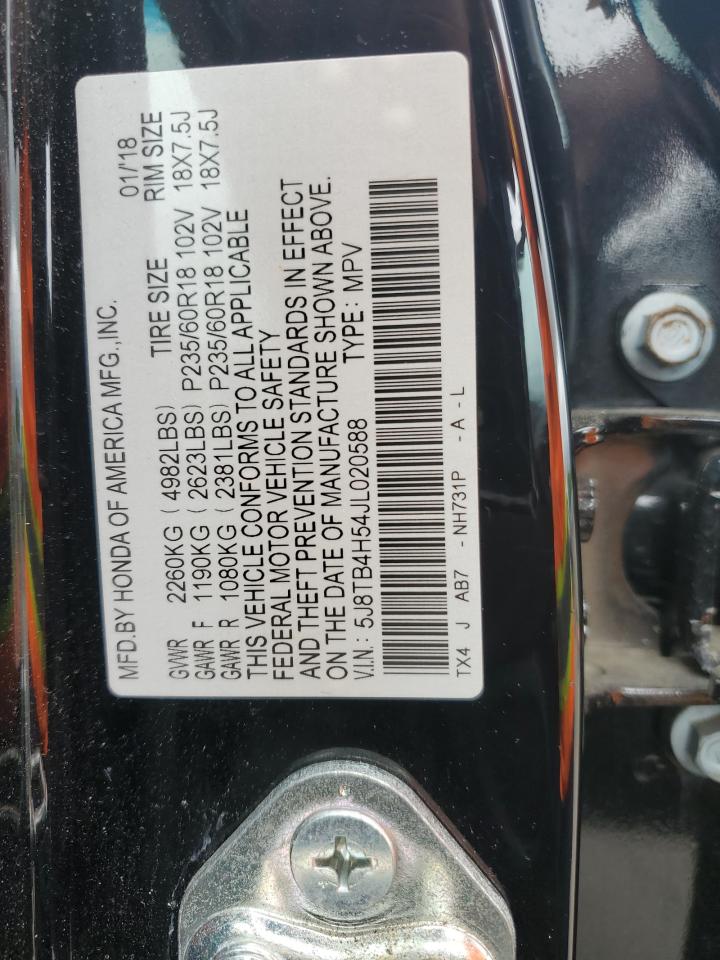 MFD.BY HONDA OF AMERICA MFG.,INC. 01/'18
TIRE SIZE RIM SIZE
GVWR 2260KG ( 4982LBS)
GAWR F 1190KG ( 2623LBS) P235/60R18 102V 18X7.5J
GAWR R 1080KG ( 2381LBS) P235/60R18 102V 18X7.5J
THIS VEHICLE CONFORMS TO ALL APPLICABLE
FEDERAL MOTOR VEHICLE SAFETY
AND THEFT PREVENTION STANDARDS IN EFFECT
ON THE DATE OF MANUFACTURE SHOWN ABOVE.
V.I.N.: 5J8TB4H54JL020588 TYPE: MPV
TX4 J AB7 - NH731P - A - L